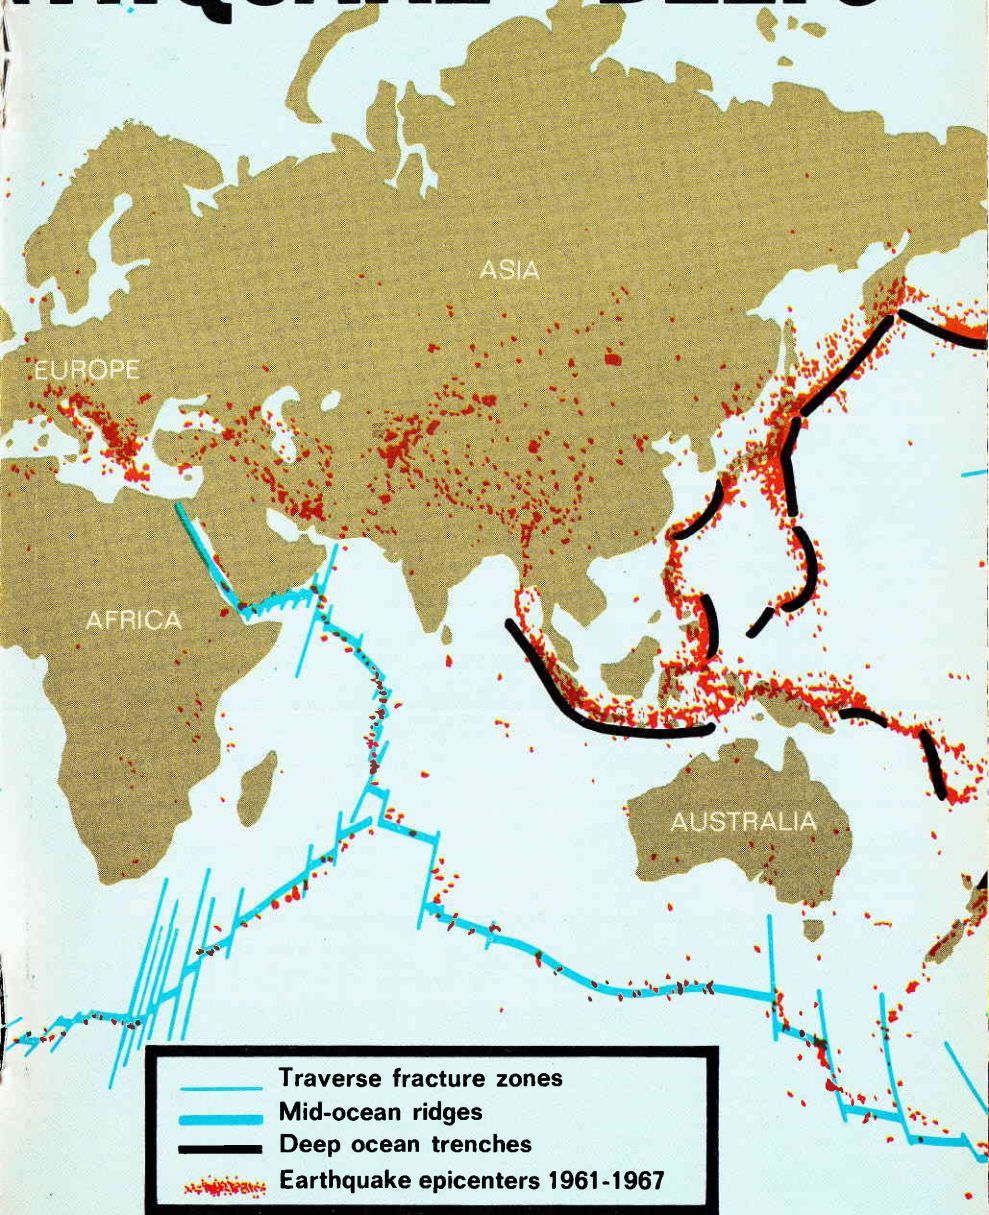 ASIA
EUROPE
AFRICA
AUSTRALIA
Traverse fracture zones
Mid-ocean ridges
Deep ocean trenches
Earthquake epicenters 1961-1967